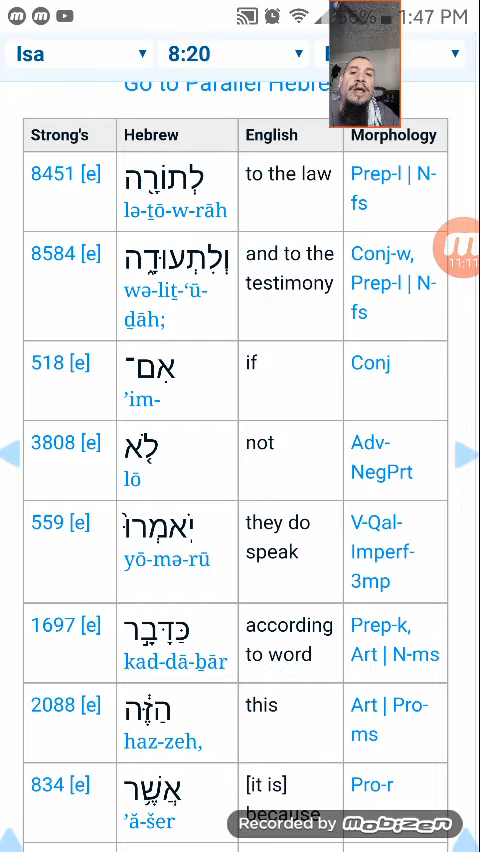 1:47 PM
Isa 8:20
Go to Parallel Hebre
Strong's Hebrew English Morphology
8451 [e] לְתוֹרָ֖ה to the law Prep-l | N-
lə-ṯō-w-rāh fs
8584 [e] וְלִתְעוּדָ֑ה and to the Conj-w,
wə-liṯ-‘ū- testimony Prep-l | N-
ḏāh; fs
518 [e] אִם־ if Conj
’im-
3808 [e] לֹ֤א not Adv-
lō NegPrt
559 [e] יֹֽאמְרוּ֙ they do V-Qal-
yō-mə-rū speak Imperf-
3mp
1697 [e] כַּדָּבָ֣ר according Prep-k,
kad-dā-ḇār to word Art | N-ms
2088 [e] הַזֶּ֔ה this Art | Pro-
haz-zeh, ms
834 [e] אֲשֶׁ֥ר [it is] Pro-r
’ă-šer because
11:11
Recorded by mobizen